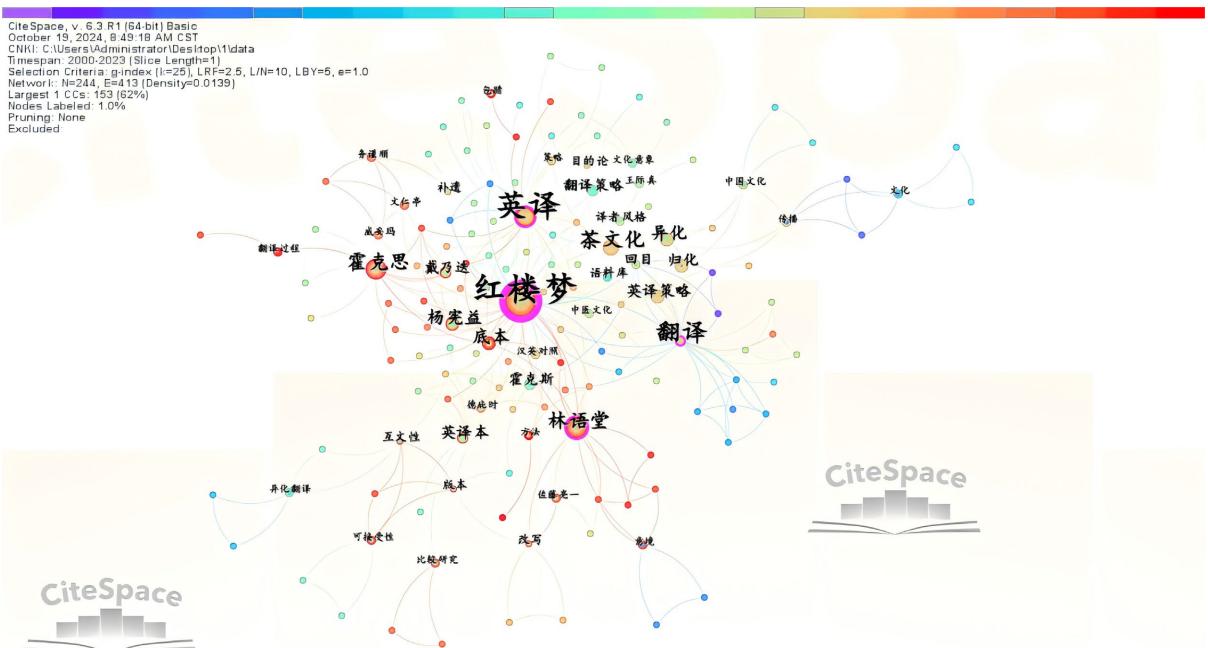 CiteSpace, v. 6.3.R1 (64-bit) Basic
October 19, 2024, 8:49:18 AM CST
CNKI: C:\Users\Administrator\Desktop\1\data
Timespan: 2000-2023 (Slice Length=1)
Selection Criteria: g-index (k=25), LRF=2.5, L/N=10, LBY=5, e=1.0
Network: N=244, E=413 (Density=0.0139)
Largest 1 CCs: 153 (62%)
Nodes Labeled: 1.0%
Pruning: None
Excluded:
包腊
务谨顺
策略
目的论
文化意象
补遗
翻译策略
王际真
中国文化
文化
文仁亭
英译
译者风格
传播
威妥玛
茶文化
异化
翻译过程
霍克思
戴乃迭
回目
归化
语料库
红楼梦
英译策略
杨宪益
中医文化
底本
翻译
汉英对照
霍克斯
德庇时
林语堂
互文性
英译本
方法
异化翻译
版本
佐藤亮一
可接受性
改写
意境
比较研究
CiteSpace
CiteSpace